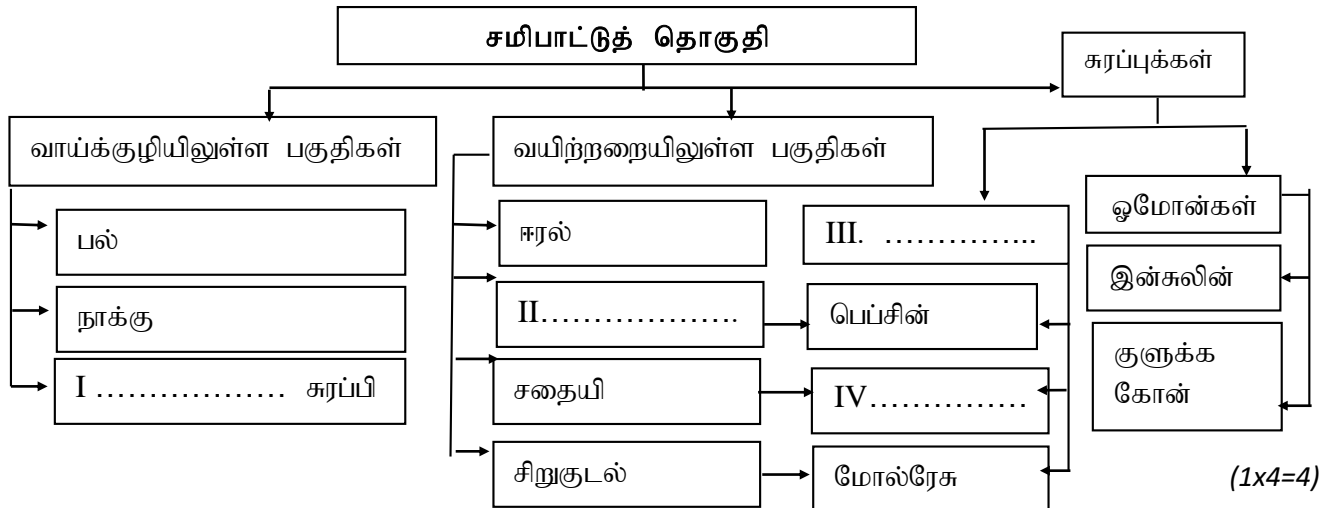 சமிபாட்டுத் தொகுதி
சுரப்புக்கள்
வாய்க்குழியிலுள்ள பகுதிகள்
வயிற்றறையிலுள்ள பகுதிகள்
ஓமோன்கள்
பல்
ஈரல்
III. …………...
இன்சுலின்
நாக்கு
II……………….
பெப்சின்
குளுக்க
கோன்
I ……………… சுரப்பி
சதையி
IV……………
சிறுகுடல்
மோல்ரேசு
(1x4=4)